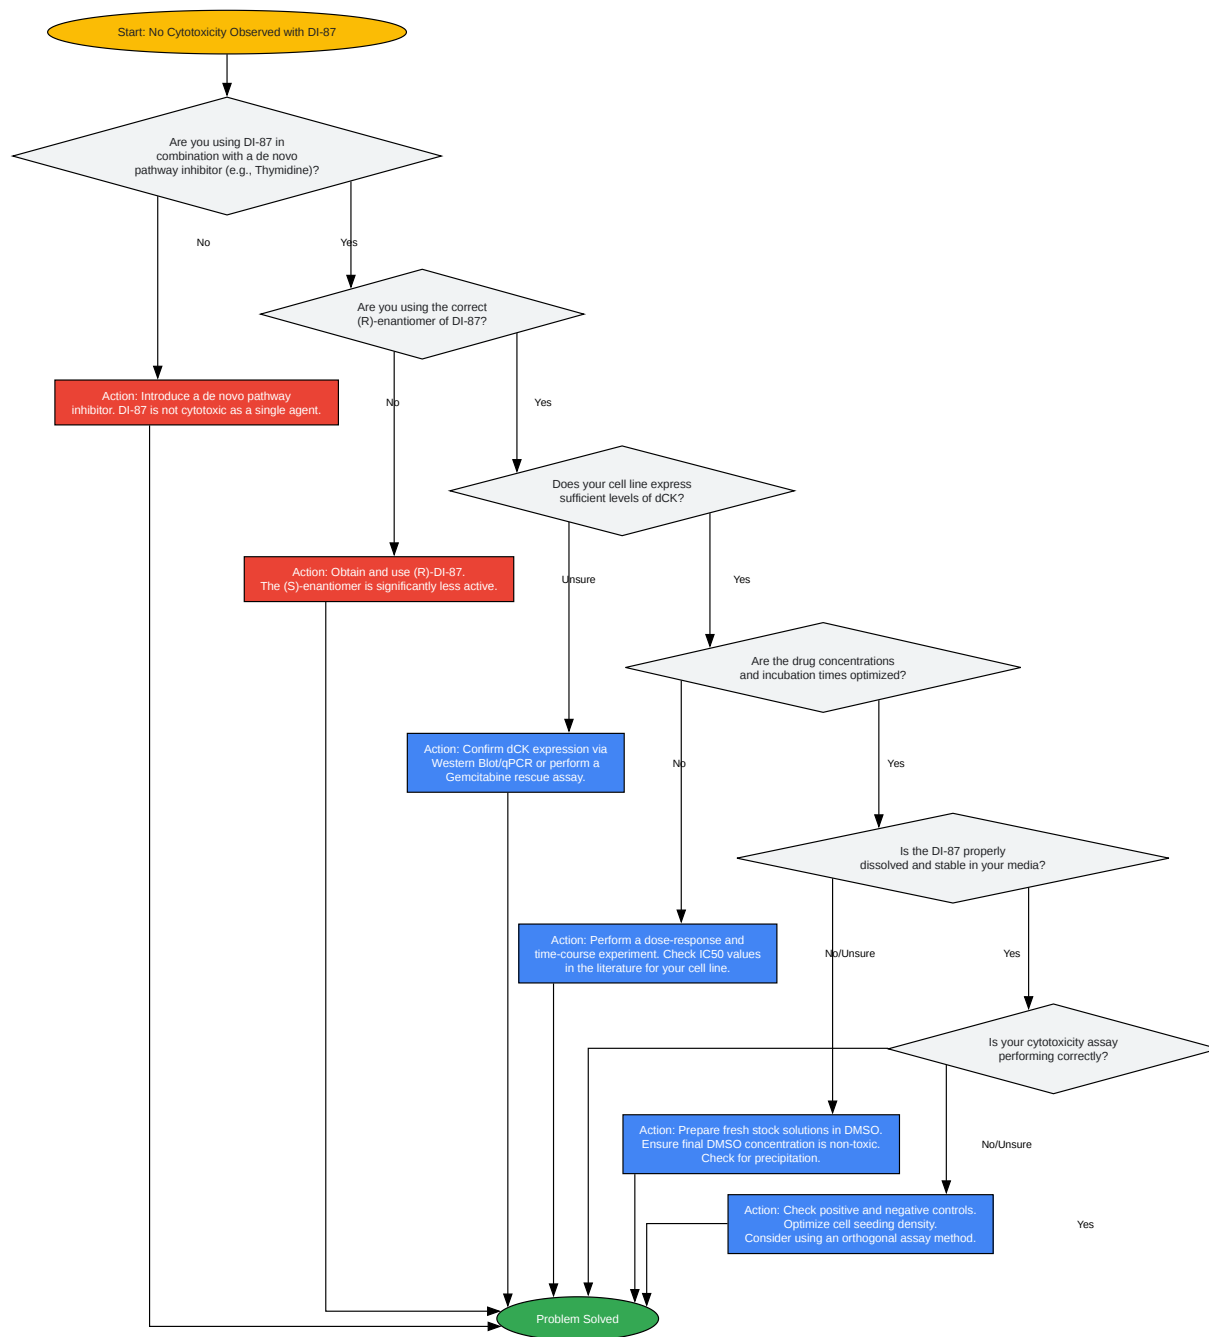 Start: No Cytotoxicity Observed with DI-87
Are you using DI-87 in
combination with a de novo
pathway inhibitor (e.g., Thymidine)?
No
Yes
Are you using the correct
(R)-enantiomer of DI-87?
Action: Introduce a de novo pathway
inhibitor. DI-87 is not cytotoxic as a single agent.
No
Yes
Does your cell line express
sufficient levels of dCK?
Action: Obtain and use (R)-DI-87.
The (S)-enantiomer is significantly less active.
Unsure
Yes
Are the drug concentrations
and incubation times optimized?
Action: Confirm dCK expression via
Western Blot/qPCR or perform a
Gemcitabine rescue assay.
No
Yes
Is the DI-87 properly
dissolved and stable in your media?
Action: Perform a dose-response and
time-course experiment. Check IC50 values
in the literature for your cell line.
No/Unsure
Yes
Is your cytotoxicity assay
performing correctly?
Action: Prepare fresh stock solutions in DMSO.
Ensure final DMSO concentration is non-toxic.
Check for precipitation.
No/Unsure
Action: Check positive and negative controls.
Optimize cell seeding density.
Consider using an orthogonal assay method.
Yes
Problem Solved